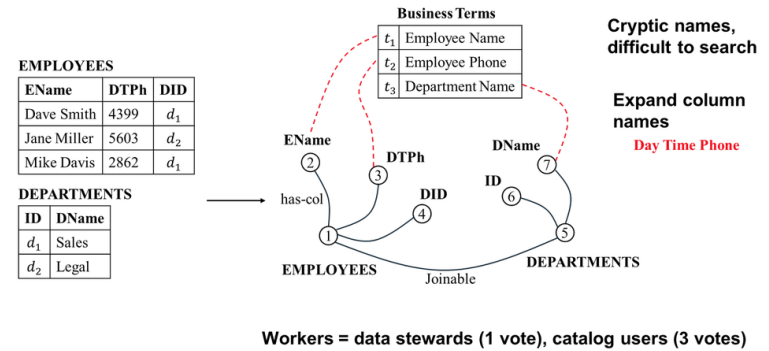 Business Terms
t₁ Employee Name
t₂ Employee Phone
t₃ Department Name
Cryptic names,
difficult to search
Expand column
names
Day Time Phone
EMPLOYEES
EName DTPh DID
Dave Smith 4399 d₁
Jane Miller 5603 d₂
Mike Davis 2862 d₁
DEPARTMENTS
ID DName
d₁ Sales
d₂ Legal
EName
2
DTPh
3
DID
4
has-col
1
EMPLOYEES
Joinable
DName
7
ID
6
5
DEPARTMENTS
Workers = data stewards (1 vote), catalog users (3 votes)